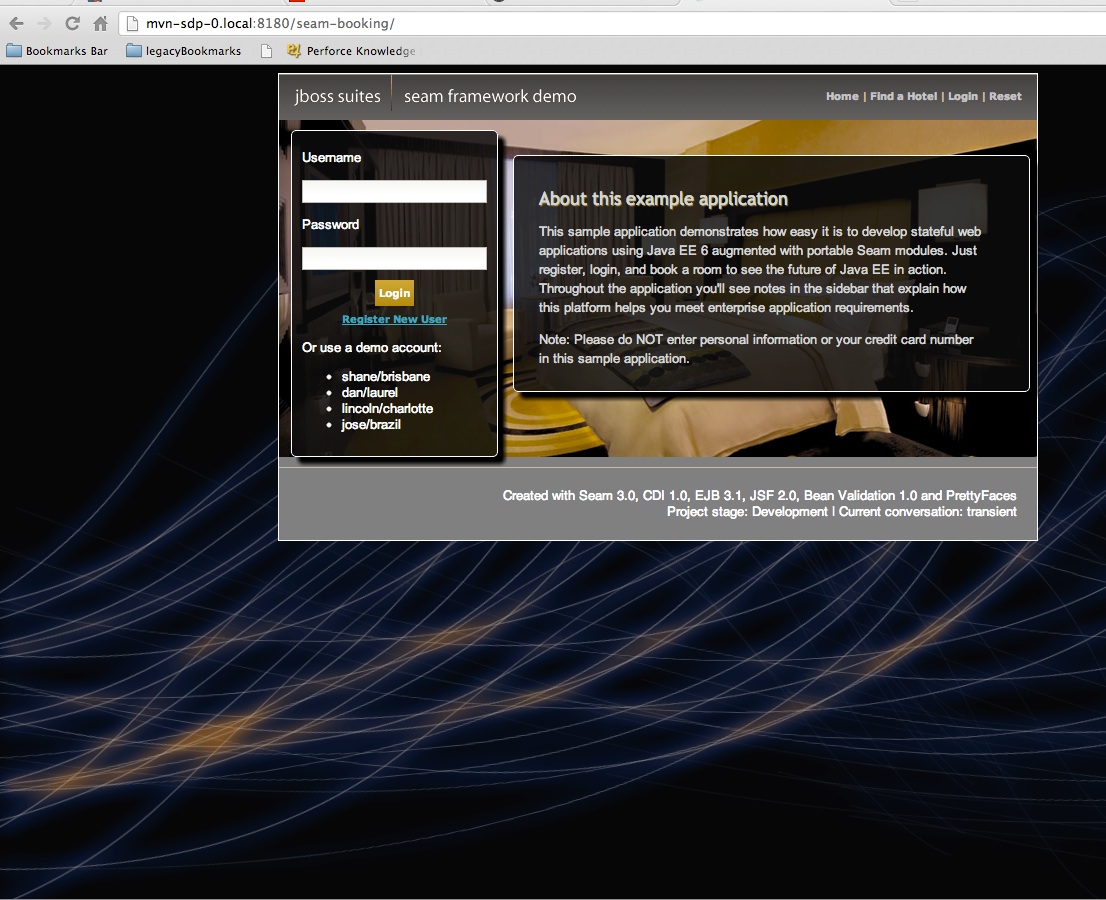 mvn-sdp-0.local:8180/seam-booking/
Bookmarks Bar legacyBookmarks Perforce Knowledge
jboss suites seam framework demo Home | Find a Hotel | Login | Reset
Username
Password
Login
Register New User
Or use a demo account:
• shane/brisbane
• dan/laurel
• lincoln/charlotte
• jose/brazil
About this example application
This sample application demonstrates how easy it is to develop stateful web
applications using Java EE 6 augmented with portable Seam modules. Just
register, login, and book a room to see the future of Java EE in action.
Throughout the application you'll see notes in the sidebar that explain how
this platform helps you meet enterprise application requirements.
Note: Please do NOT enter personal information or your credit card number
in this sample application.
Created with Seam 3.0, CDI 1.0, EJB 3.1, JSF 2.0, Bean Validation 1.0 and PrettyFaces
Project stage: Development | Current conversation: transient